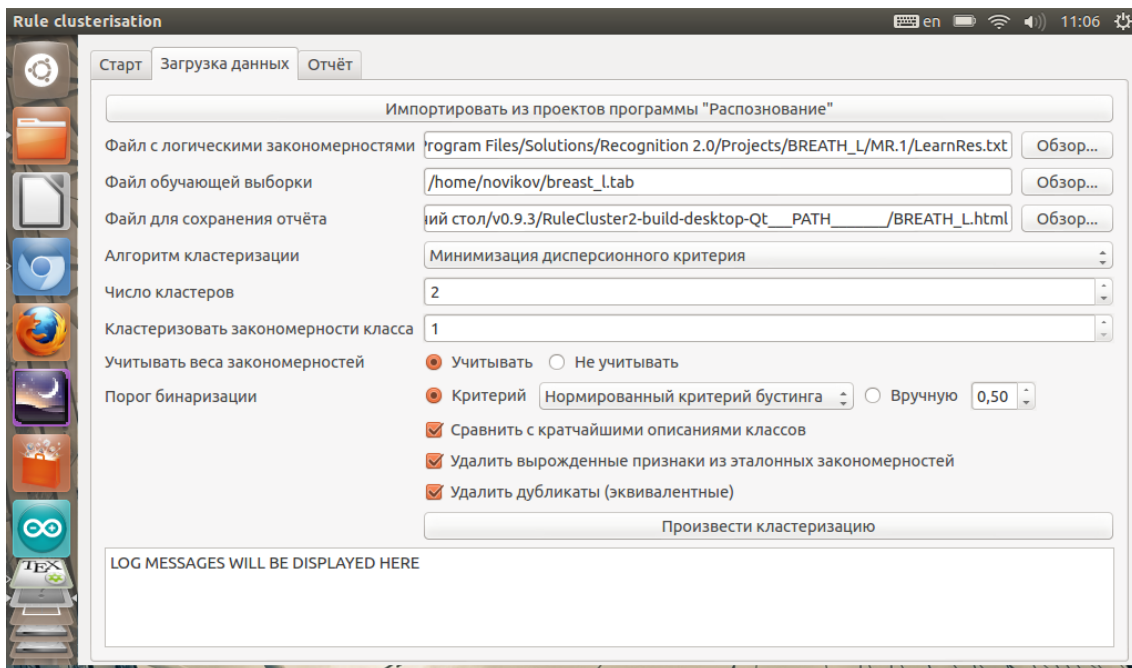 Rule clusterisation en 11:06
Старт Загрузка данных Отчёт
Импортировать из проектов программы "Распознование"
Файл с логическими закономерностями Program Files/Solutions/Recognition 2.0/Projects/BREATH_L/MR.1/LearnRes.txt Обзор...
Файл обучающей выборки /home/novikov/breast_l.tab Обзор...
Файл для сохранения отчёта ний стол/v0.9.3/RuleCluster2-build-desktop-Qt___PATH_______/BREATH_L.html Обзор...
Алгоритм кластеризации Минимизация дисперсионного критерия
Число кластеров 2
Кластеризовать закономерности класса 1
Учитывать веса закономерностей Учитывать Не учитывать
Порог бинаризации Критерий Нормированный критерий бустинга Вручную 0,50
Сравнить с кратчайшими описаниями классов
Удалить вырожденные признаки из эталонных закономерностей
Удалить дубликаты (эквивалентные)
Произвести кластеризацию
LOG MESSAGES WILL BE DISPLAYED HERE
TEX